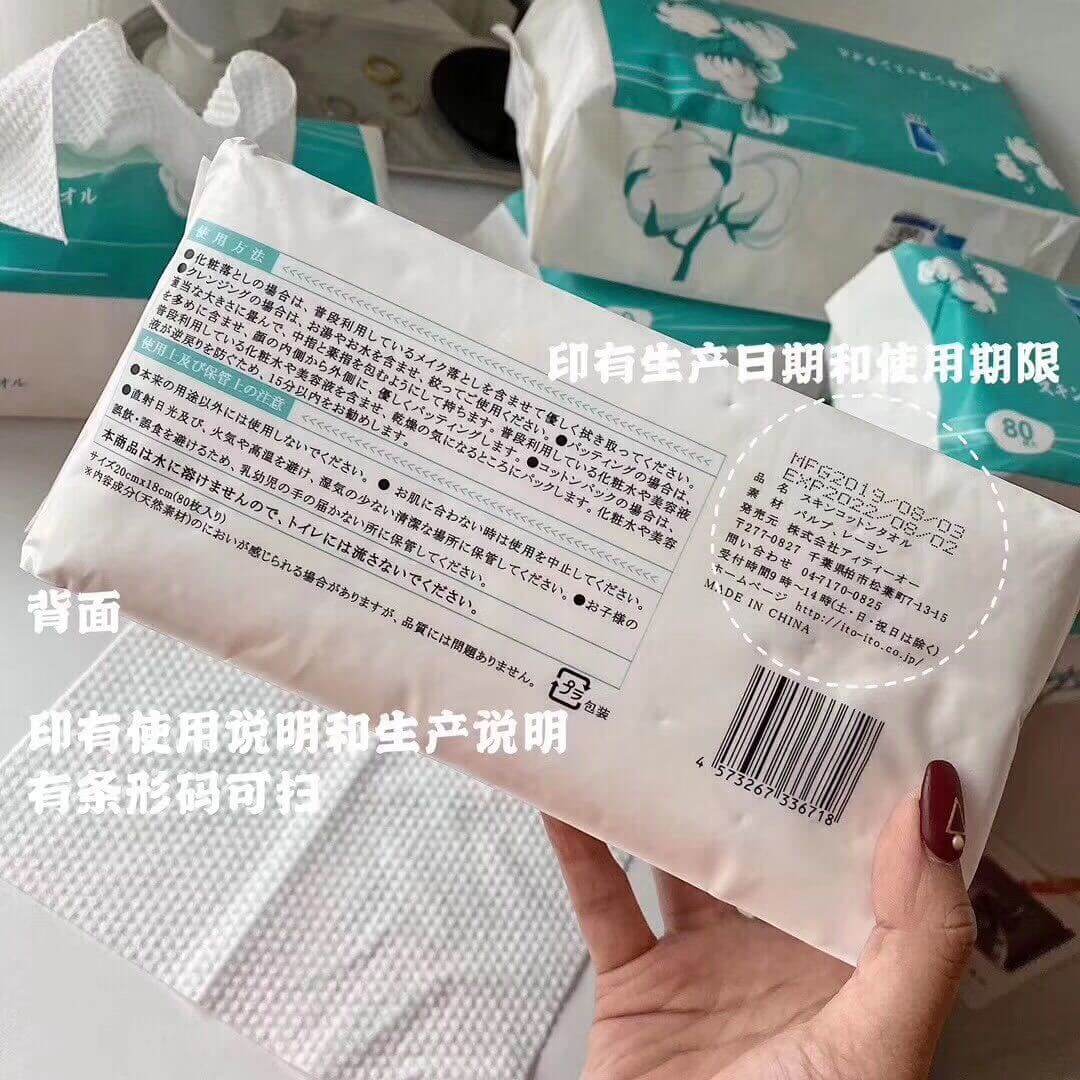 印有生产日期和使用期限
背面
印有使用说明和生产说明
有条形码可扫
使用方法
●化粧落としの場合は、普段利用しているメイク落としを含ませて優しく拭き取ってください。
●クレンジングの場合は、お湯やお水を含ませ、絞ってご使用ください。●パッティングの場合は、
適当な大きさに畳んで、中指と薬指を包むようにして持ちます。普段利用している化粧水や美容液
を多めに含ませ、顔の内側から外側に、優しくパッティングします。●コットンパックの場合は、
普段利用している化粧水や美容液を含ませ、乾燥の気になるところにパックします。化粧水や美容
液が逆戻りを防ぐため、15分以内をお勧めします。
使用上及び保管上の注意
●本来の用途以外には使用しないでください。●お肌に合わない時は使用を中止してください。
●直射日光及び、火気や高温を避け、湿気の少ない清潔な場所に保管してください。●お子様の
誤飲・誤食を避けるため、乳幼児の手の届かない所に保管してください。
本商品は水に溶けませんので、トイレには流さないでください。
サイズ20cm×18cm(80枚入り)
※内容成分(天然素材)のにおいが感じられる場合がありますが、品質には問題ありません。
プラ
包装
MFG2019/08/03
EXP2022/08/02
品名 スキンコットンタオル
素材 パルプ、レーヨン
発売元 株式会社アイティーオー
〒277-0827 千葉県柏市松葉町7-13-15
問い合わせ 04-7170-0825
受付時間9時~14時(土・日・祝日は除く)
ホームページ http://ito-ito.co.jp/
MADE IN CHINA
4 573267 336718
オル
オル
80